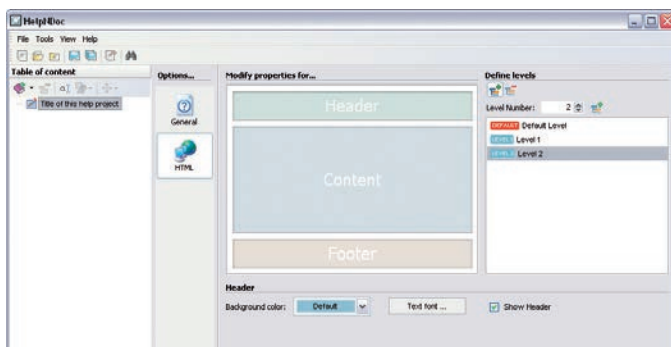 Help4Doc
File Tools View Help
Table of content
Title of this help project
Options...
General
HTML
Modify properties for...
Header
Content
Footer
Define levels
Level Number: 2
DEFAULT Default Level
Level 1
Level 2
Header
Background color: Default
Text font ...
Show Header